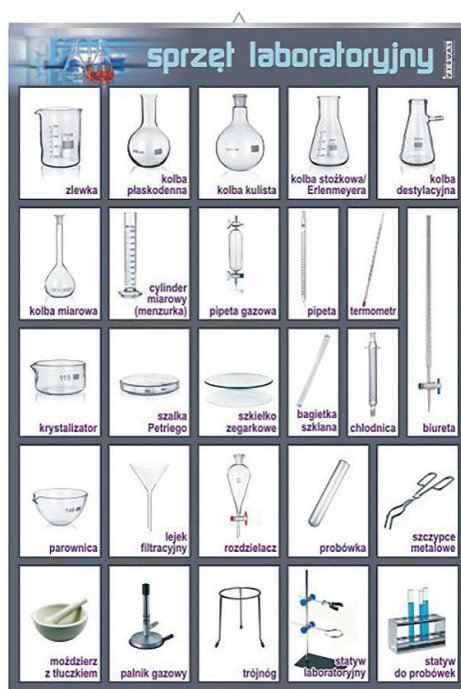 sprzęt laboratoryjny
zlewka
kolba
płaskodenna
kolba kulista
kolba stożkowa/
Erlenmeyera
kolba
destylacyjna
kolba miarowa
cylinder
miarowy
(menzurka)
pipeta gazowa
pipeta
termometr
biureta
krystalizator
szalka
Petriego
szkiełko
zegarkowe
bagietka
szklana
chłodnica
parownica
lejek
filtracyjny
rozdzielacz
probówka
szczypce
metalowe
moździerz
z tłuczkiem
palnik gazowy
trójnóg
statyw
laboratoryjny
statyw
do probówek